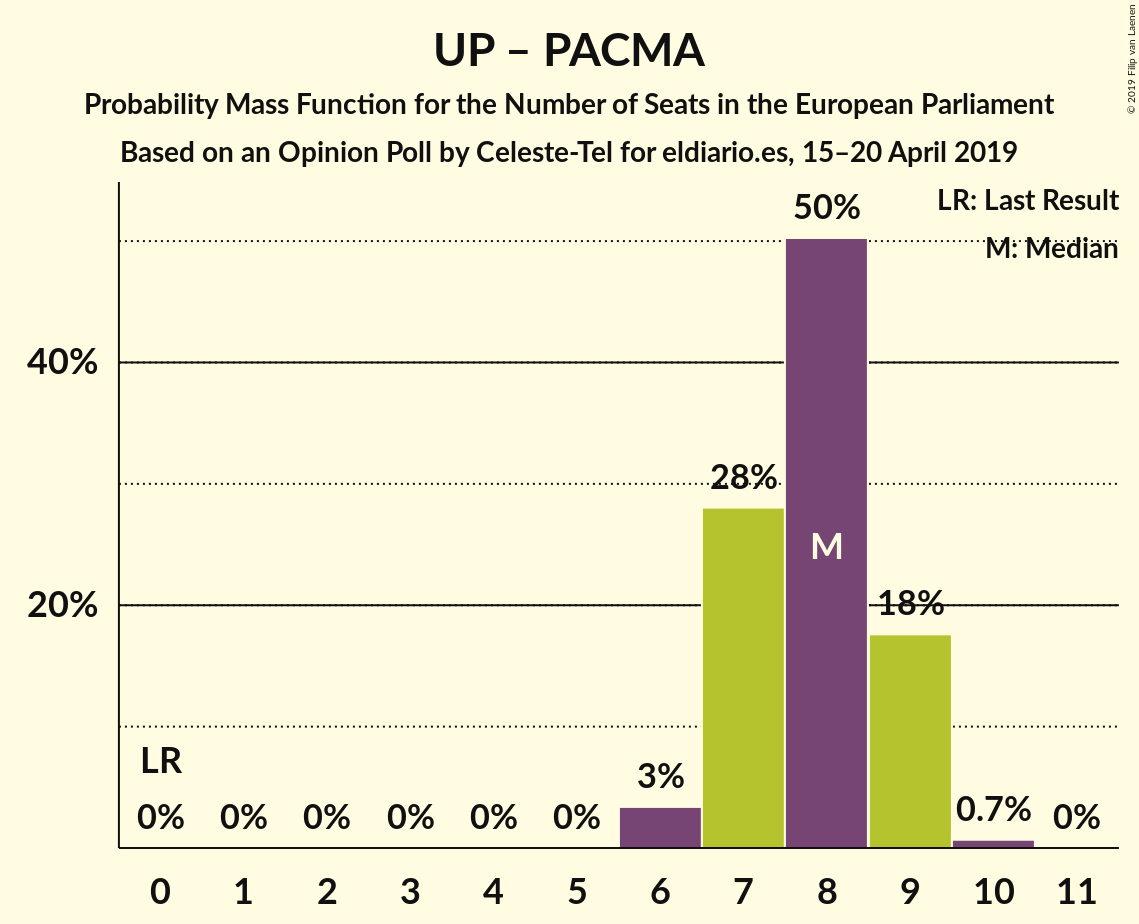 UP – PACMA
Probability Mass Function for the Number of Seats in the European Parliament
Based on an Opinion Poll by Celeste-Tel for eldiario.es, 15–20 April 2019
© 2019 Filip van Laenen
LR: Last Result
M: Median
50%
40%
28%
M
20%
18%
LR
3%
0% 0% 0% 0% 0% 0% 0.7% 0%
0 1 2 3 4 5 6 7 8 9 10 11